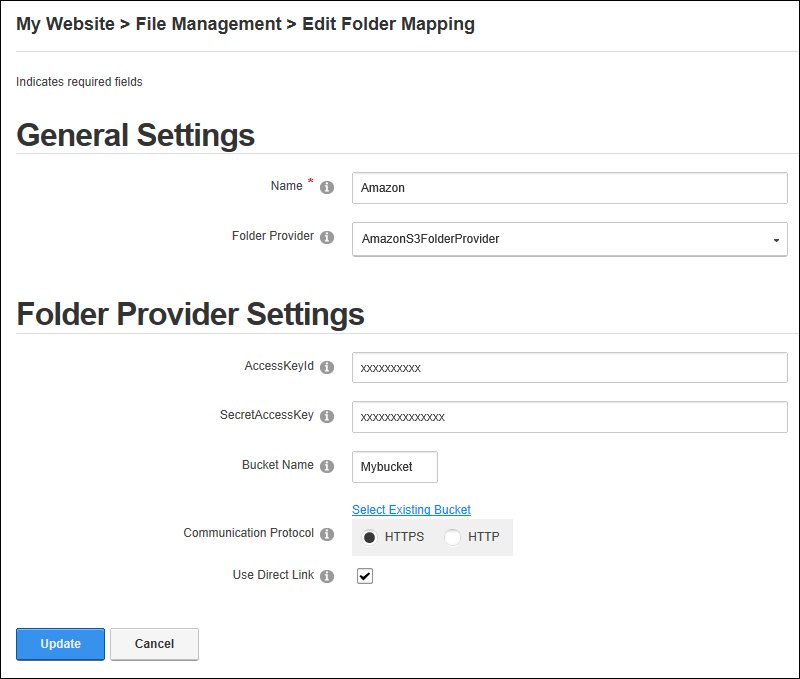 My Website > File Management > Edit Folder Mapping
Indicates required fields
General Settings
Name * Amazon
Folder Provider AmazonS3FolderProvider
Folder Provider Settings
AccessKeyId xxxxxxxxxx
SecretAccessKey xxxxxxxxxxxxxx
Bucket Name Mybucket
Select Existing Bucket
Communication Protocol HTTPS HTTP
Use Direct Link
Update Cancel